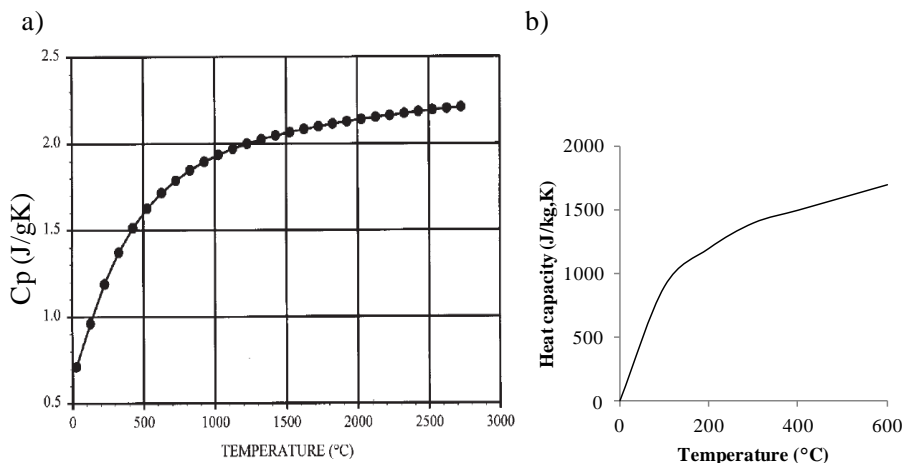 a)
2.5
2.0
1.5
1.0
0.5
Cp (J/gK)
0 500 1000 1500 2000 2500 3000
TEMPERATURE (°C)
b)
2000
1500
1000
500
0
Heat capacity (J/kg,K)
0 200 400 600
Temperature (°C)